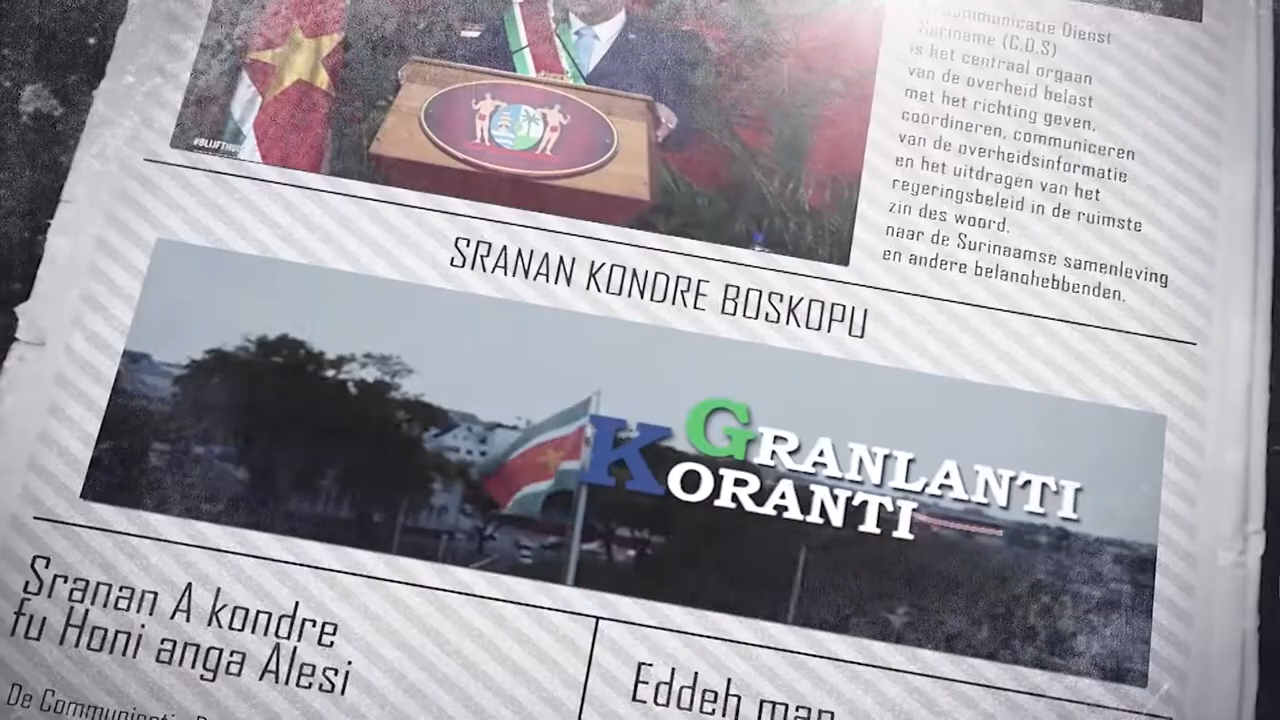 #BLIJFTHUIS
Communicatie Dienst
Suriname (C.D.S)
is het centraal orgaan
van de overheid belast
met het richting geven,
coördineren, communiceren
van de overheidsinformatie
en het uitdragen van het
regeringsbeleid in de ruimste
zin des woord.
naar de Surinaamse samenleving
en andere belanghebbenden.
SRANAN KONDRE BOSKOPU
GRANLANTI
KORANTI
Sranan A kondre
fu Honi anga Alesi
Eddeh man
De